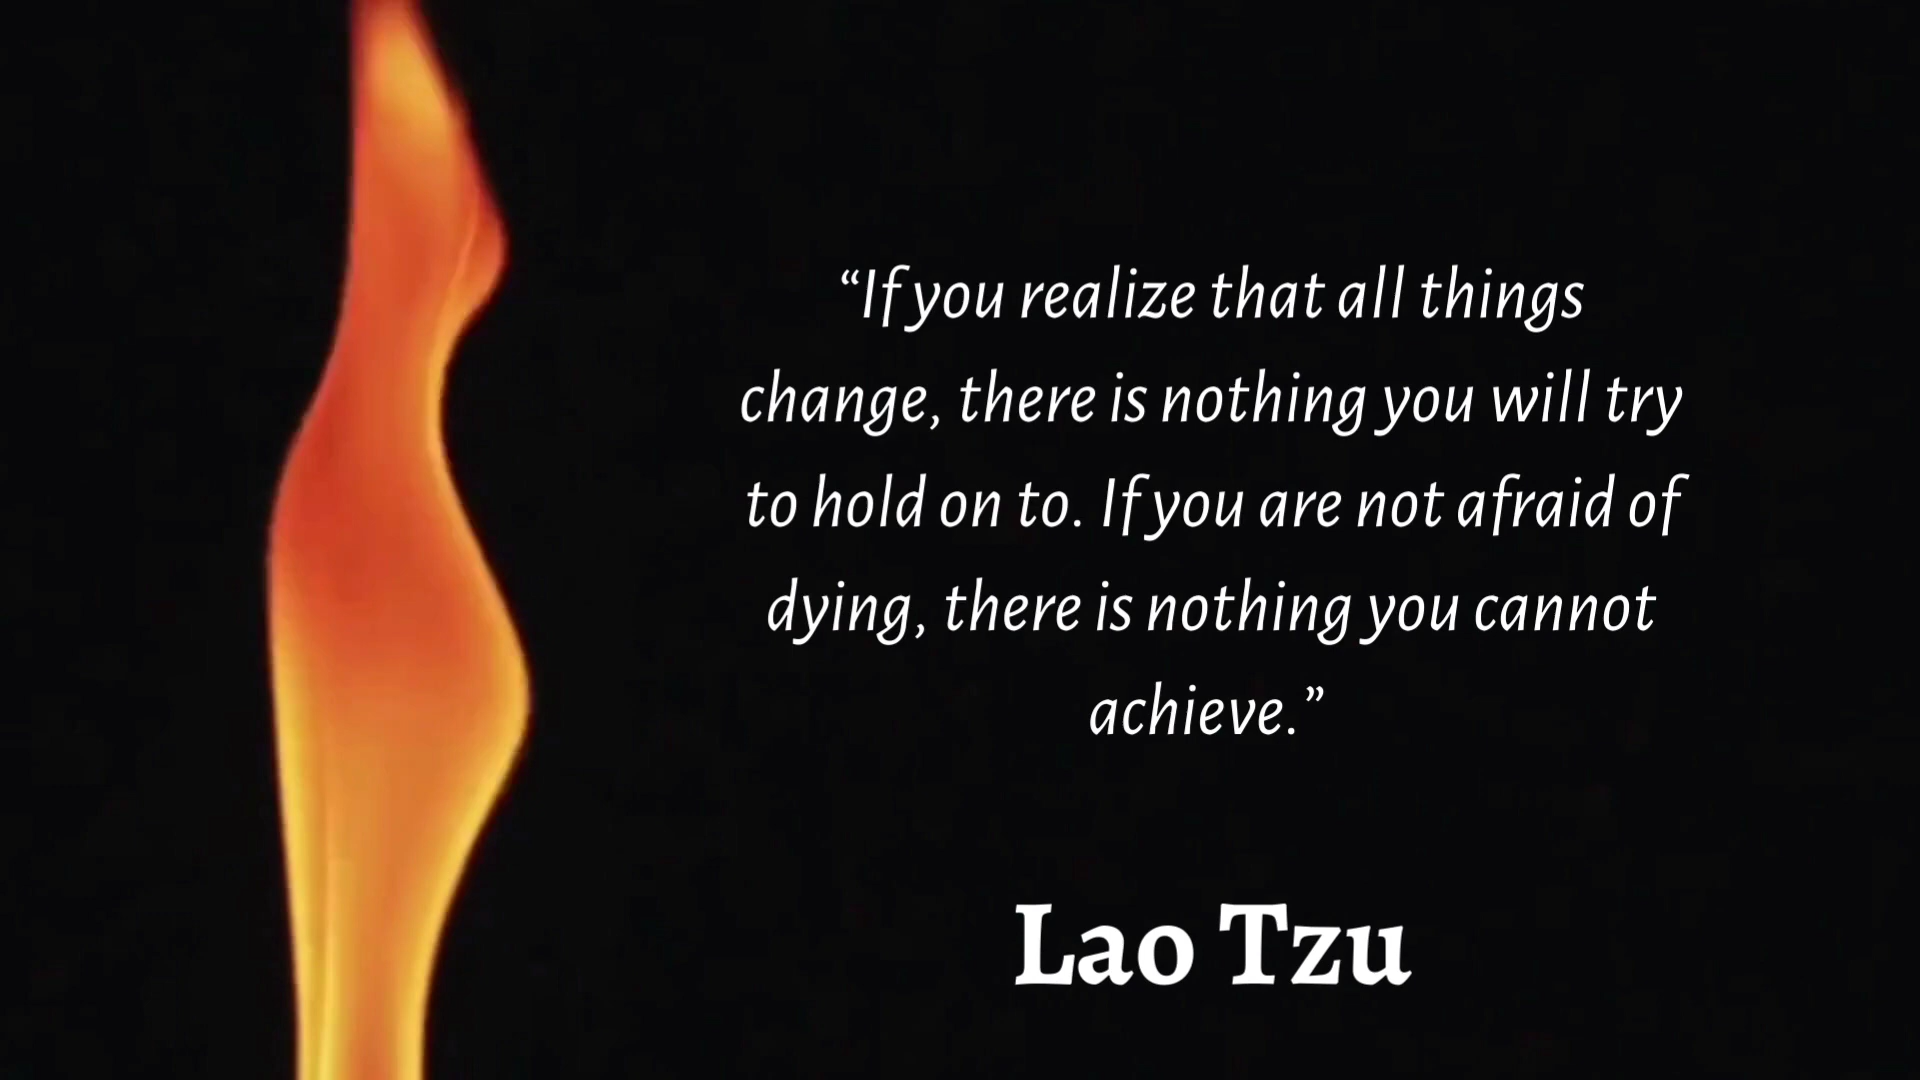 “If you realize that all things
change, there is nothing you will try
to hold on to. If you are not afraid of
dying, there is nothing you cannot
achieve.”
Lao Tzu